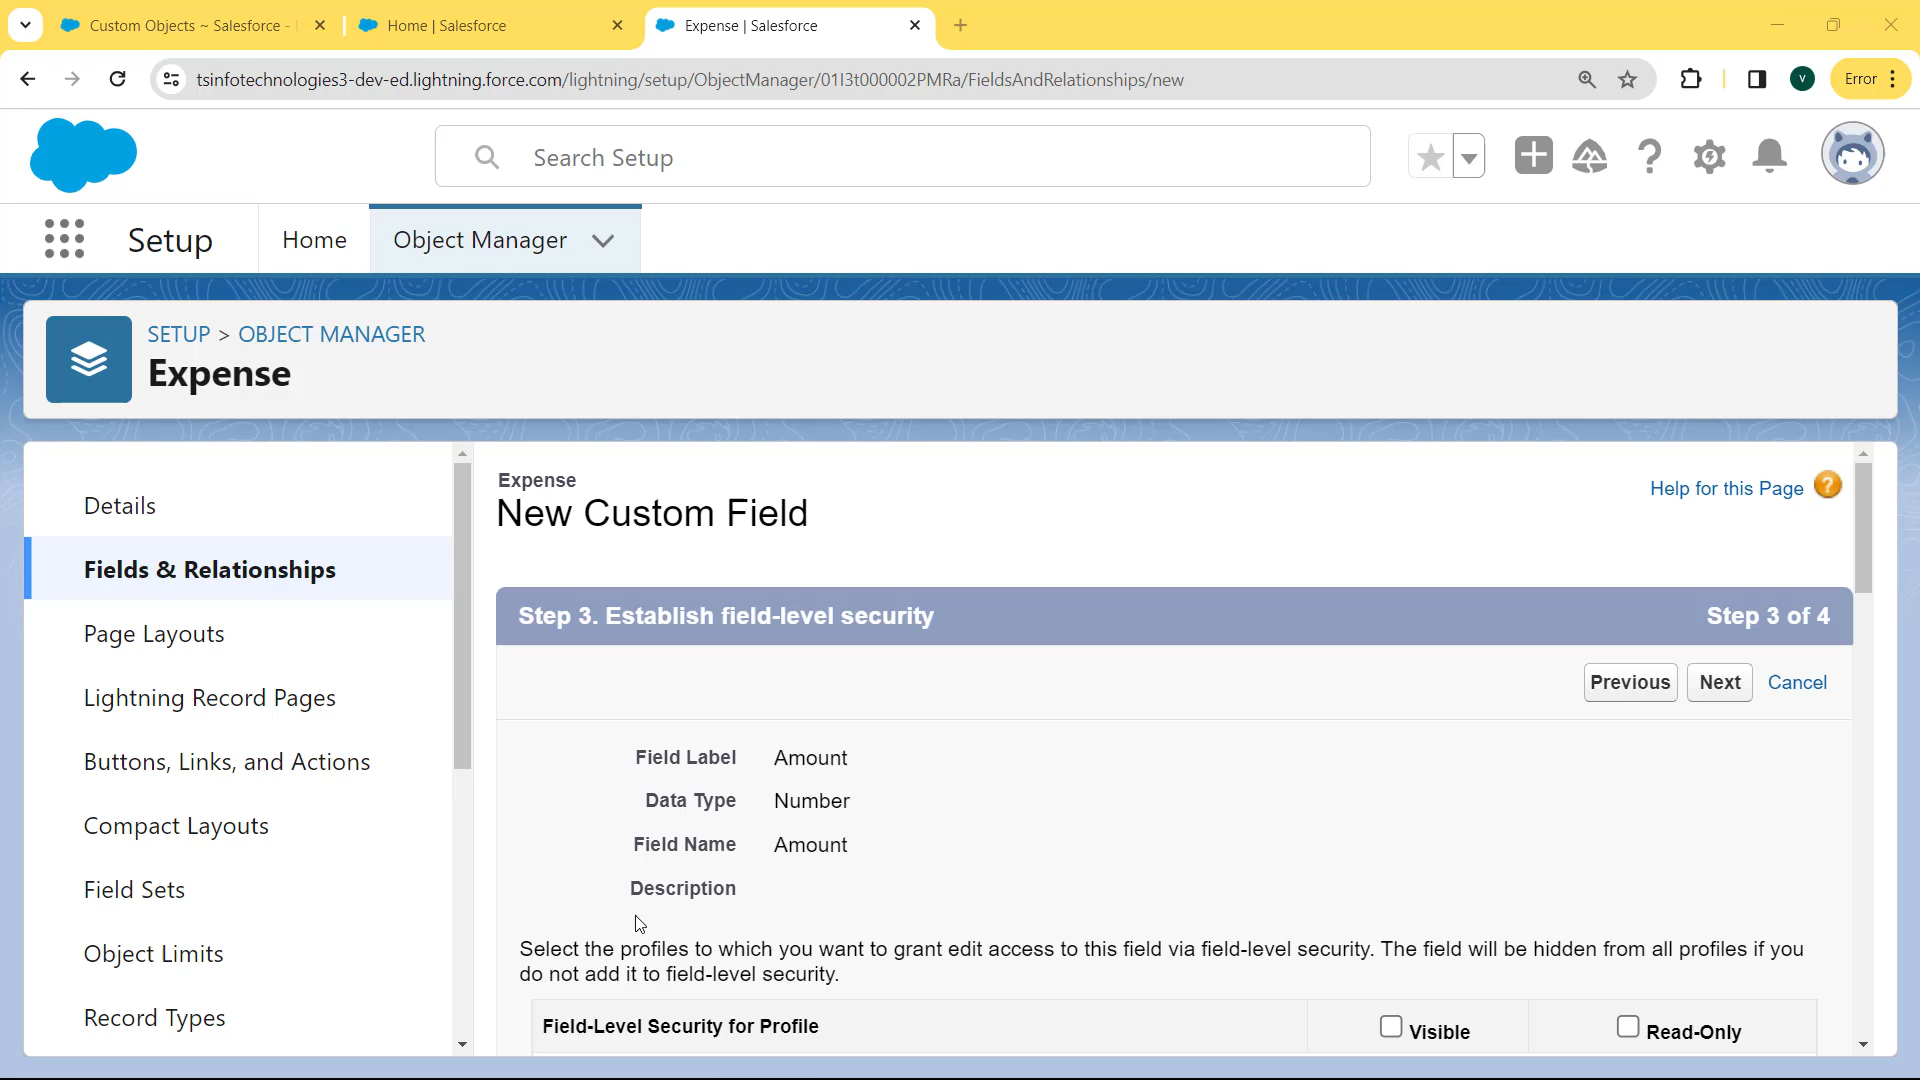 Custom Objects ~ Salesforce -
Home | Salesforce
Expense | Salesforce
tsinfotechnologies3-dev-ed.lightning.force.com/lightning/setup/ObjectManager/01I3t000002PMRa/FieldsAndRelationships/new
V
Error
Search Setup
Setup
Home
Object Manager
SETUP > OBJECT MANAGER
Expense
Details
Fields & Relationships
Page Layouts
Lightning Record Pages
Buttons, Links, and Actions
Compact Layouts
Field Sets
Object Limits
Record Types
Expense
New Custom Field
Help for this Page ?
Step 3. Establish field-level security
Step 3 of 4
Previous
Next
Cancel
Field Label Amount
Data Type Number
Field Name Amount
Description
Select the profiles to which you want to grant edit access to this field via field-level security. The field will be hidden from all profiles if you
do not add it to field-level security.
Field-Level Security for Profile
Visible
Read-Only